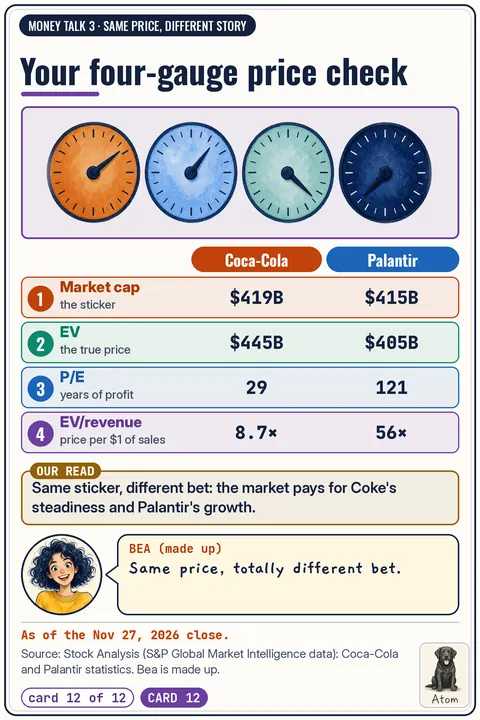 MONEY TALK 3 · SAME PRICE, DIFFERENT STORY
Your four-gauge price check
Coca-Cola Palantir
1 Market cap $419B $415B
the sticker
2 EV $445B $405B
the true price
3 P/E 29 121
years of profit
4 EV/revenue 8.7× 56×
price per $1 of sales
OUR READ
Same sticker, different bet: the market pays for Coke's
steadiness and Palantir's growth.
BEA (made up)
Same price, totally different bet.
As of the Nov 27, 2026 close.
Source: Stock Analysis (S&P Global Market Intelligence data): Coca-Cola
and Palantir statistics. Bea is made up.
card 12 of 12 CARD 12
Atom